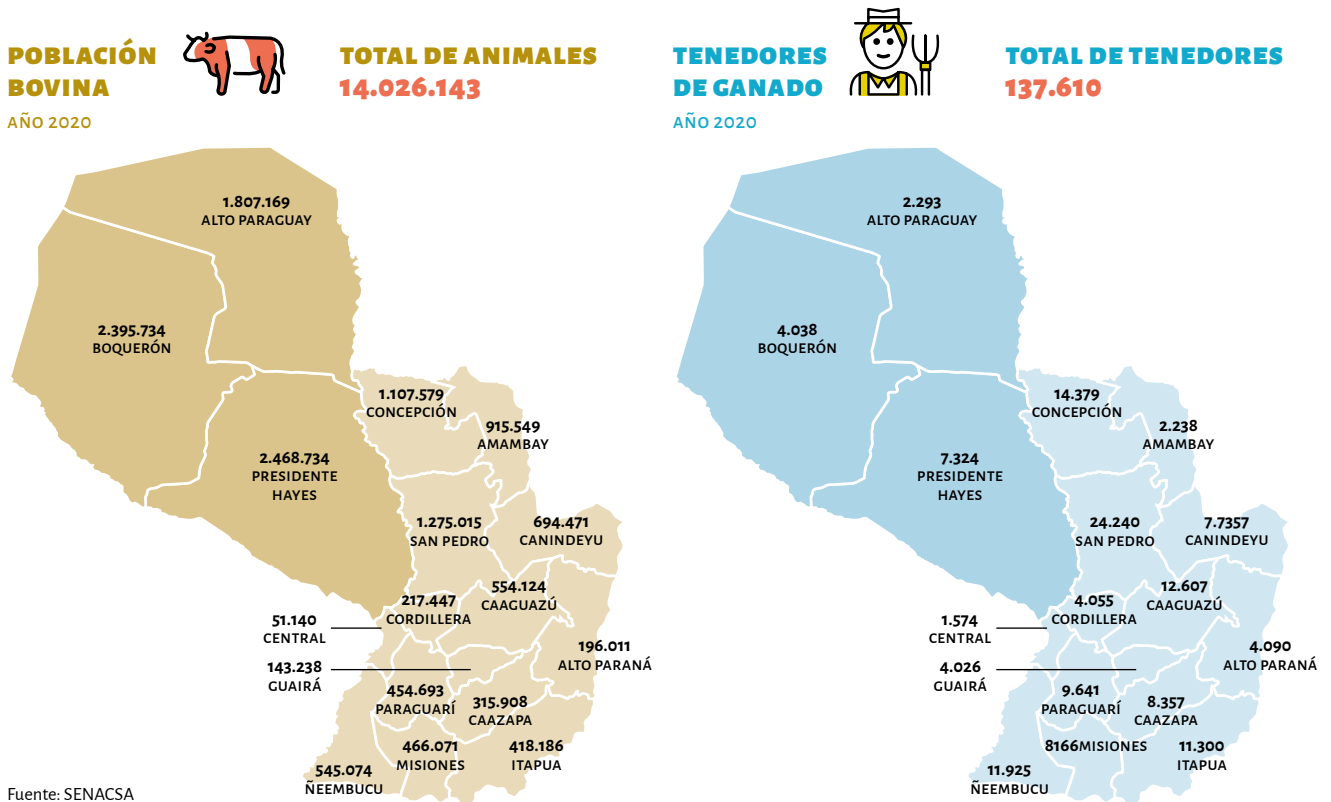 POBLACIÓN
BOVINA
AÑO 2020
TOTAL DE ANIMALES
14.026.143
1.807.169
ALTO PARAGUAY
2.395.734
BOQUERÓN
1.107.579
CONCEPCIÓN
915.549
AMAMBAY
2.468.734
PRESIDENTE
HAYES
1.275.015
SAN PEDRO
694.471
CANINDEYU
554.124
CAAGUAZÚ
217.447
CORDILLERA
51.140
CENTRAL
196.011
ALTO PARANÁ
143.238
GUAIRÁ
454.693
PARAGUARÍ
315.908
CAAZAPA
466.071
MISIONES
418.186
ITAPUA
545.074
ÑEEMBUCU
Fuente: SENACSA
TENEDORES
DE GANADO
AÑO 2020
TOTAL DE TENEDORES
137.610
2.293
ALTO PARAGUAY
4.038
BOQUERÓN
14.379
CONCEPCIÓN
2.238
AMAMBAY
7.324
PRESIDENTE
HAYES
24.240
SAN PEDRO
7.7357
CANINDEYU
12.607
CAAGUAZÚ
4.055
CORDILLERA
1.574
CENTRAL
4.090
ALTO PARANÁ
4.026
GUAIRÁ
9.641
PARAGUARÍ
8.357
CAAZAPA
8166MISIONES
11.300
ITAPUA
11.925
ÑEEMBUCU